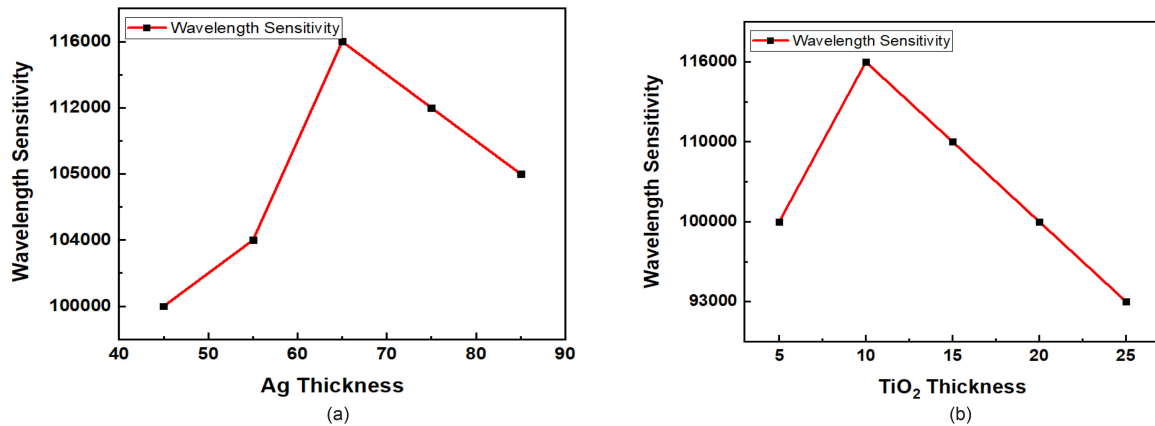 Wavelength Sensitivity
116000
112000
105000
104000
100000
Wavelength Sensitivity
40 50 60 70 80 90
Ag Thickness
(a)
Wavelength Sensitivity
116000
110000
100000
93000
Wavelength Sensitivity
5 10 15 20 25
TiO₂ Thickness
(b)